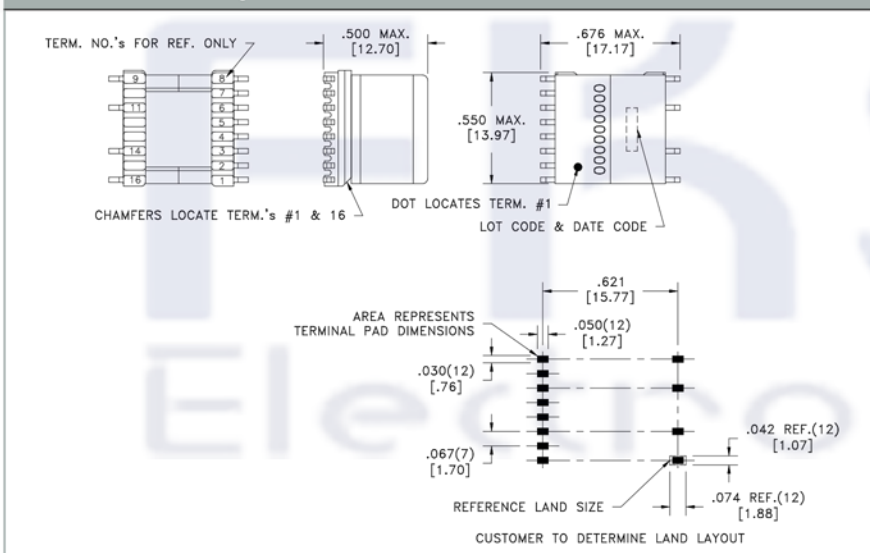 TERM. NO.'s FOR REF. ONLY
.500 MAX.
[12.70]
.676 MAX.
[17.17]
9
8
7
11
6
5
4
14
3
2
16
1
.550 MAX.
[13.97]
CHAMFERS LOCATE TERM.'s #1 & 16
DOT LOCATES TERM. #1
LOT CODE & DATE CODE
.621
[15.77]
AREA REPRESENTS
TERMINAL PAD DIMENSIONS
.050(12)
[1.27]
.030(12)
[.76]
.067(7)
[1.70]
.042 REF.(12)
[1.07]
REFERENCE LAND SIZE
.074 REF.(12)
[1.88]
CUSTOMER TO DETERMINE LAND LAYOUT
Electro